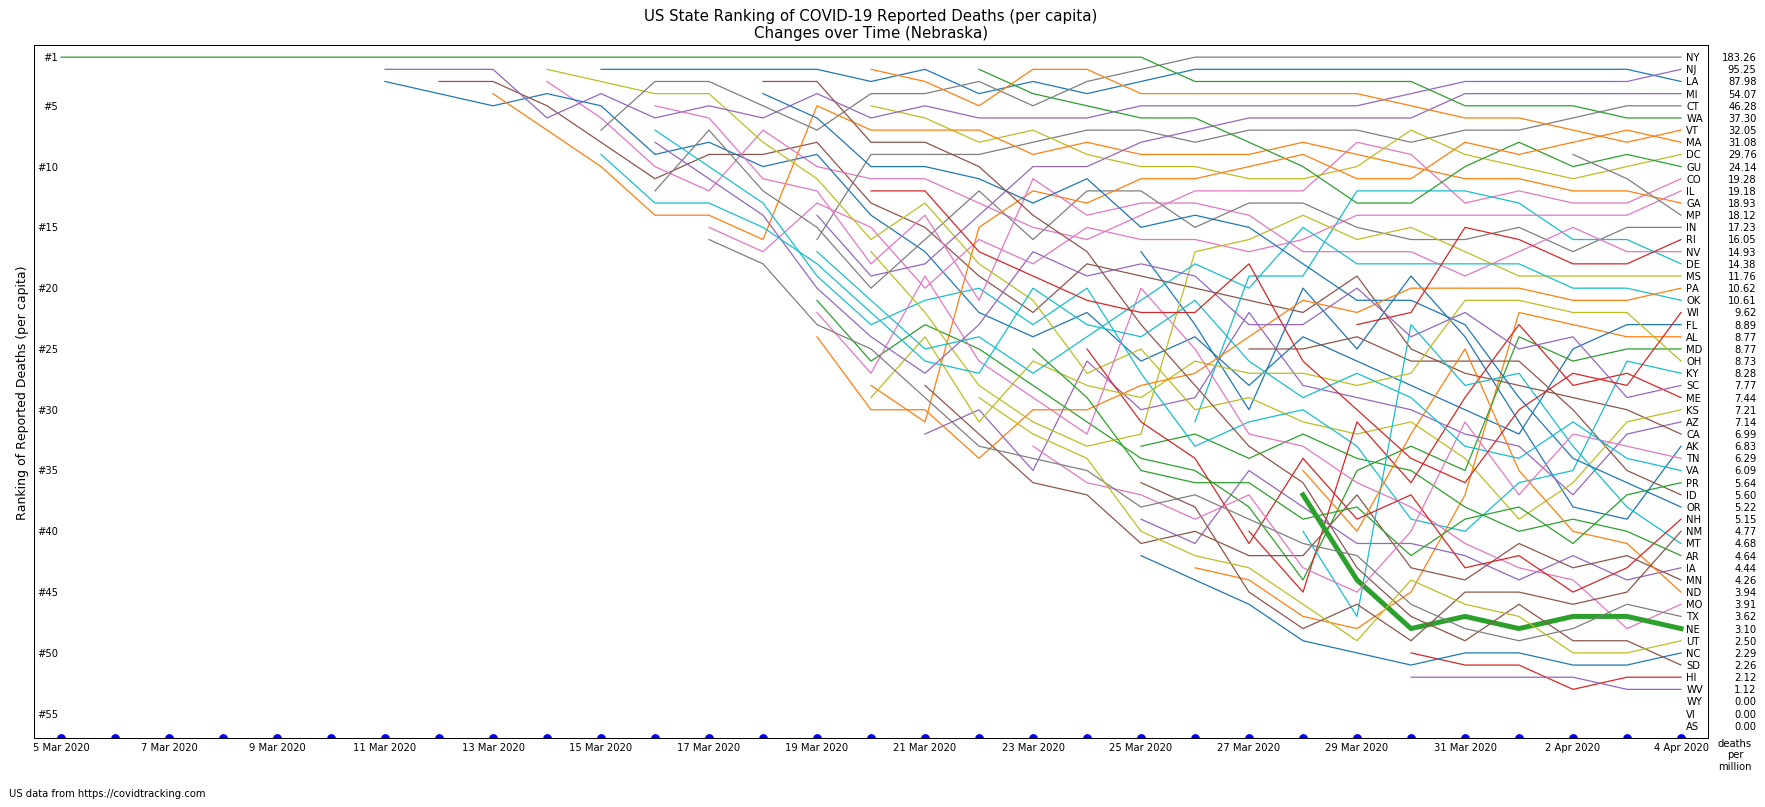 US State Ranking of COVID-19 Reported Deaths (per capita)
Changes over Time (Nebraska)
Ranking of Reported Deaths (per capita)
#1
#5
#10
#15
#20
#25
#30
#35
#40
#45
#50
#55
NY 183.26
NJ 95.25
LA 87.98
MI 54.07
CT 46.28
WA 37.30
VT 32.05
MA 31.08
DC 29.76
GU 24.14
CO 19.28
IL 19.18
GA 18.93
MP 18.12
IN 17.23
RI 16.05
NV 14.93
DE 14.38
MS 11.76
PA 10.62
OK 10.61
WI 9.62
FL 8.89
AL 8.77
MD 8.77
OH 8.73
KY 8.28
SC 7.77
ME 7.44
KS 7.21
AZ 7.14
CA 6.99
AK 6.83
TN 6.29
VA 6.09
PR 5.64
ID 5.60
OR 5.22
NH 5.15
NM 4.77
MT 4.68
AR 4.64
IA 4.44
MN 4.26
ND 3.94
MO 3.91
TX 3.62
NE 3.10
UT 2.50
NC 2.29
SD 2.26
HI 2.12
WV 1.12
WY 0.00
VI 0.00
AS 0.00
5 Mar 2020 7 Mar 2020 9 Mar 2020 11 Mar 2020 13 Mar 2020 15 Mar 2020 17 Mar 2020 19 Mar 2020 21 Mar 2020 23 Mar 2020 25 Mar 2020 27 Mar 2020 29 Mar 2020 31 Mar 2020 2 Apr 2020 4 Apr 2020
deaths
per
million
US data from https://covidtracking.com